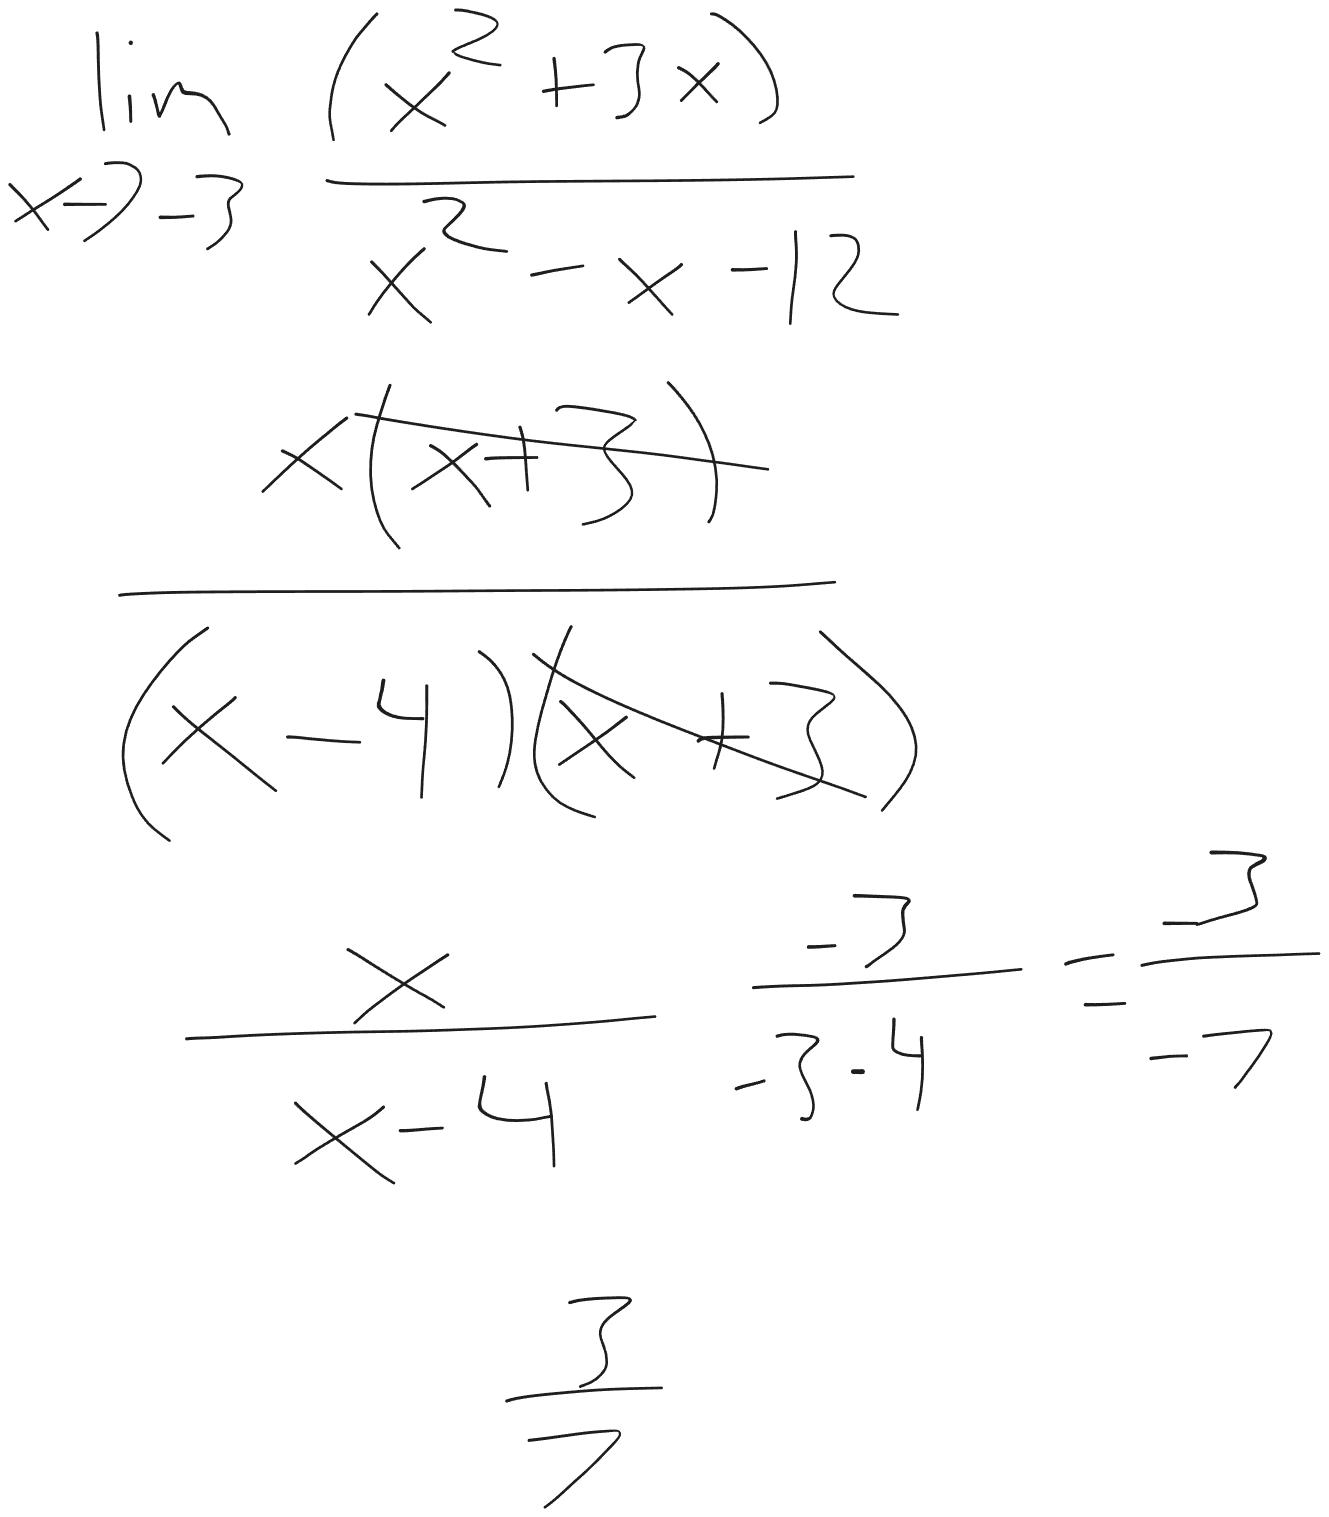 lim (x² + 3x)
x→-3 x² - x - 12
x(x+3)
(x-4)(x+3)
x/(x-4) -3/(-3-4) = -3/-7
3/7